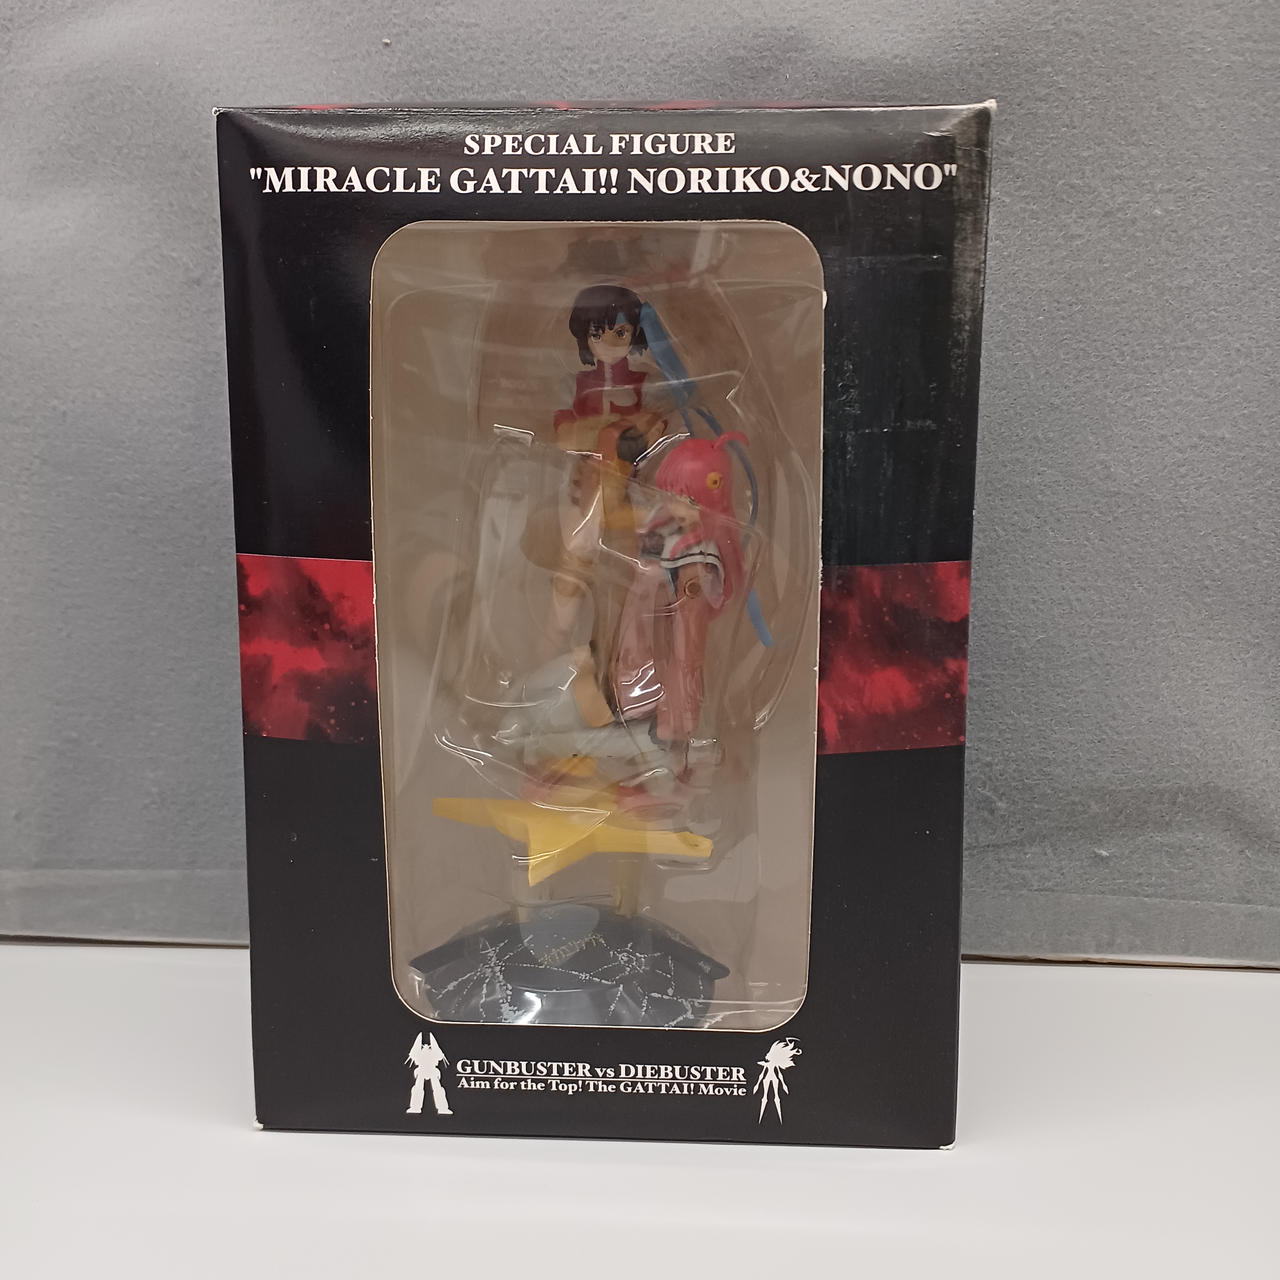 SPECIAL FIGURE
"MIRACLE GATTAI!! NORIKO&NONO"
GUNBUSTER vs DIEBUSTER
Aim for the Top! The GATTAI! Movie